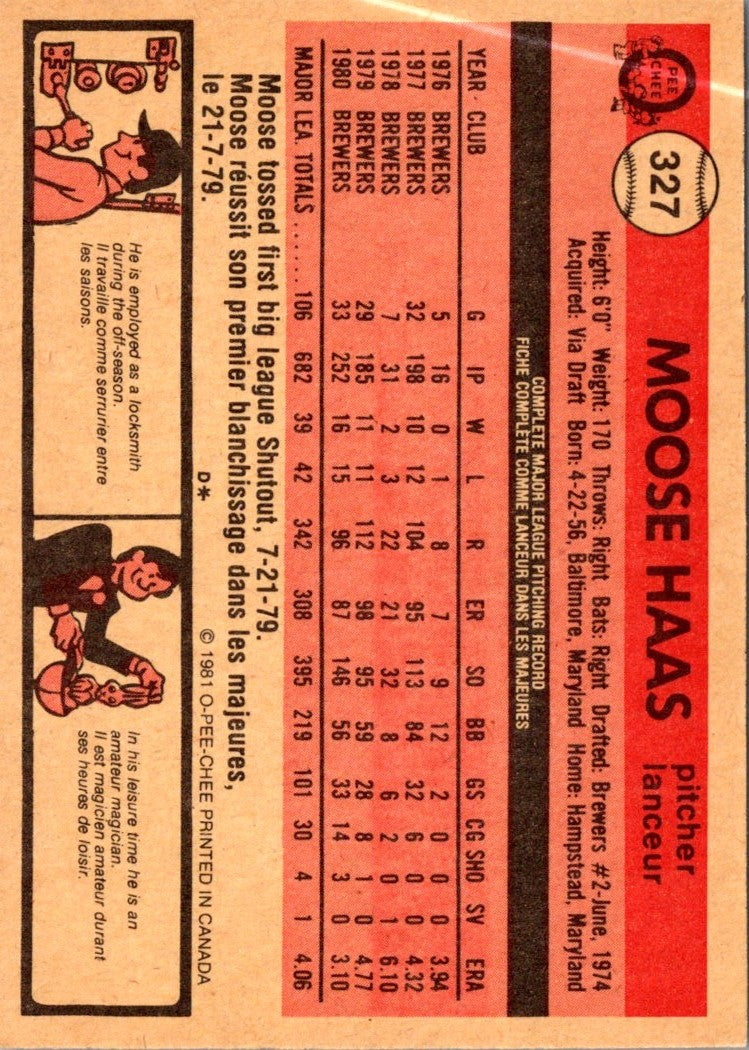 O PEE CHEE
327
MOOSE HAAS
pitcher
lanceur
Height: 6'0" Weight: 170 Throws: Right Bats: Right Drafted: Brewers #2-June, 1974
Acquired: Via Draft Born: 4-22-56, Baltimore, Maryland Home: Hampstead, Maryland
COMPLETE MAJOR LEAGUE PITCHING RECORD
FICHE COMPLÈTE COMME LANCEUR DANS LES MAJEURES
YEAR CLUB G IP W L R ER SO BB GS CG SHO SV ERA
1976 BREWERS 5 16 0 1 8 7 9 12 2 0 0 0 3.94
1977 BREWERS 32 198 10 12 104 95 113 84 32 6 0 0 4.32
1978 BREWERS 7 31 2 3 22 21 32 8 6 2 0 1 6.10
1979 BREWERS 29 185 11 11 112 98 95 59 28 8 1 0 4.77
1980 BREWERS 33 252 16 15 96 87 146 56 33 14 3 0 3.10
MAJOR LEA. TOTALS ...... 106 682 39 42 342 308 395 219 101 30 4 1 4.06
Moose tossed first big league Shutout, 7-21-79.
Moose réussit son premier blanchissage dans les majeures,
le 21-7-79.
D* © 1981 O-PEE-CHEE PRINTED IN CANADA
He is employed as a locksmith
during the off-season.
Il travaille comme serrurier entre
les saisons.
In his leisure time he is an
amateur magician.
Il est magicien amateur durant
ses heures de loisir.